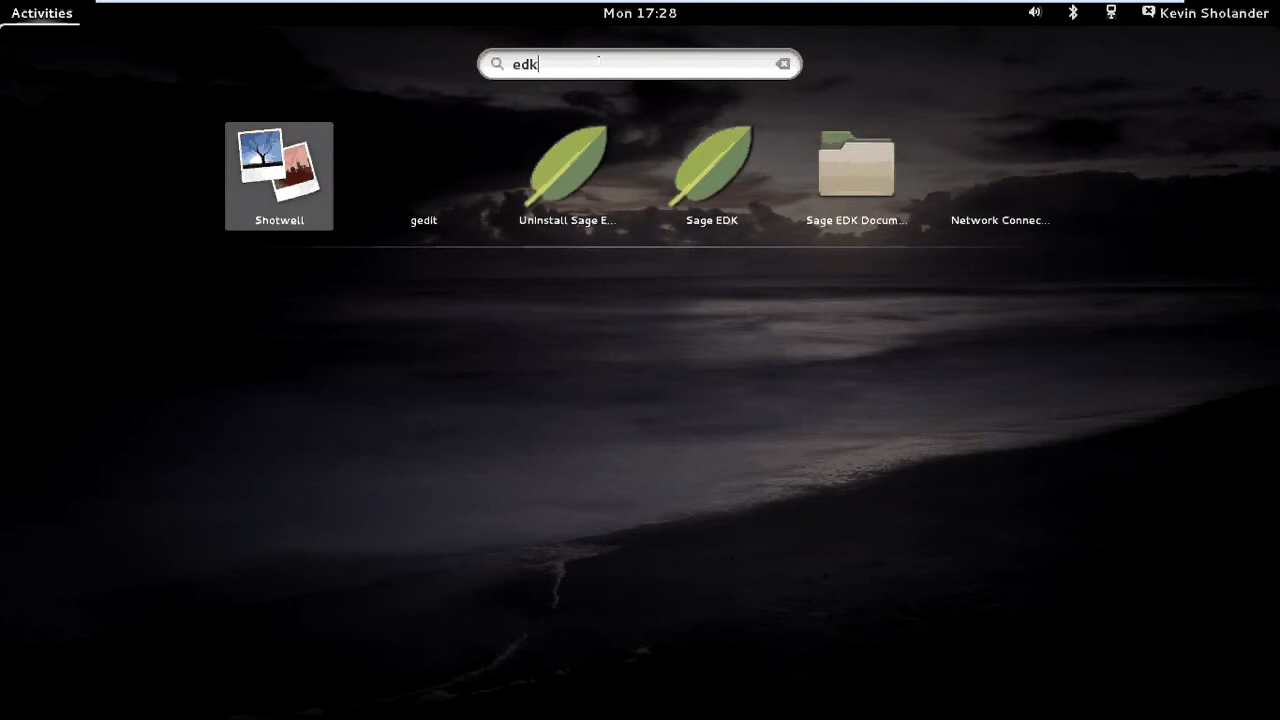 Activities
Mon 17:28
Kevin Sholander
edk
Shotwell
gedit
Uninstall Sage E...
Sage EDK
Sage EDK Docum...
Network Connec...